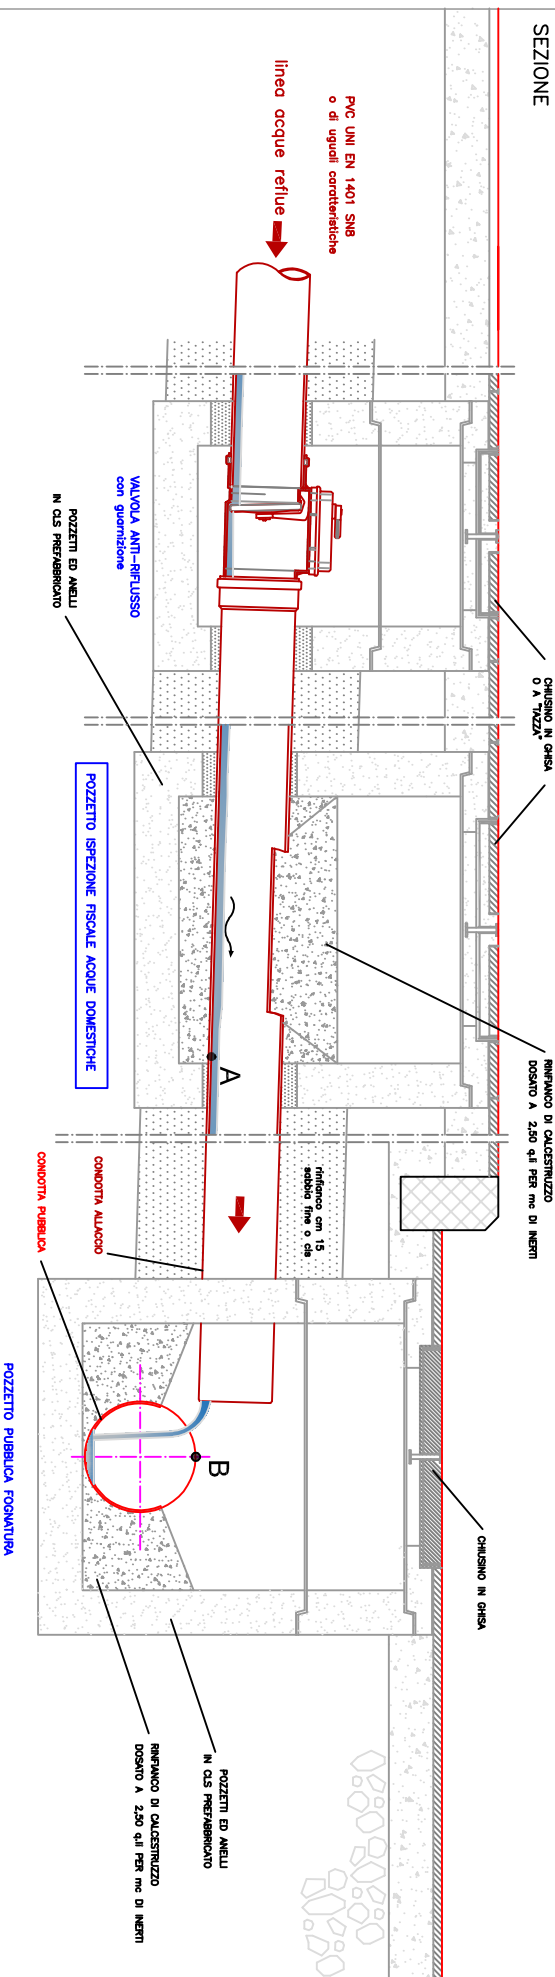 SEZIONE
PVC UNI EN 1401 SN8
o di uguali caratteristiche
linea acque reflue
CHIUSINO IN GHISA
O A "TAZZA"
VALVOLA ANTI-RIFLUSSO
con guarnizione
POZZETTI ED ANELLI
IN CLS PREFABBRICATO
POZZETTO ISPEZIONE FISCALE ACQUE DOMESTICHE
RINFIANCO DI CALCESTRUZZO
DOSATO A 2,50 q.li PER mc DI INERTI
A
rinfianco cm 15
sabbia fine o cls
CONDOTTA ALLACCIO
CONDOTTA PUBBLICA
B
CHIUSINO IN GHISA
POZZETTO PUBBLICA FOGNATURA
POZZETTI ED ANELLI
IN CLS PREFABBRICATO
RINFIANCO DI CALCESTRUZZO
DOSATO A 2,50 q.li PER mc DI INERTI